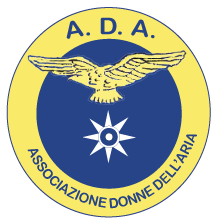 A. D. A.
ASSOCIAZIONE DONNE DELL'ARIA